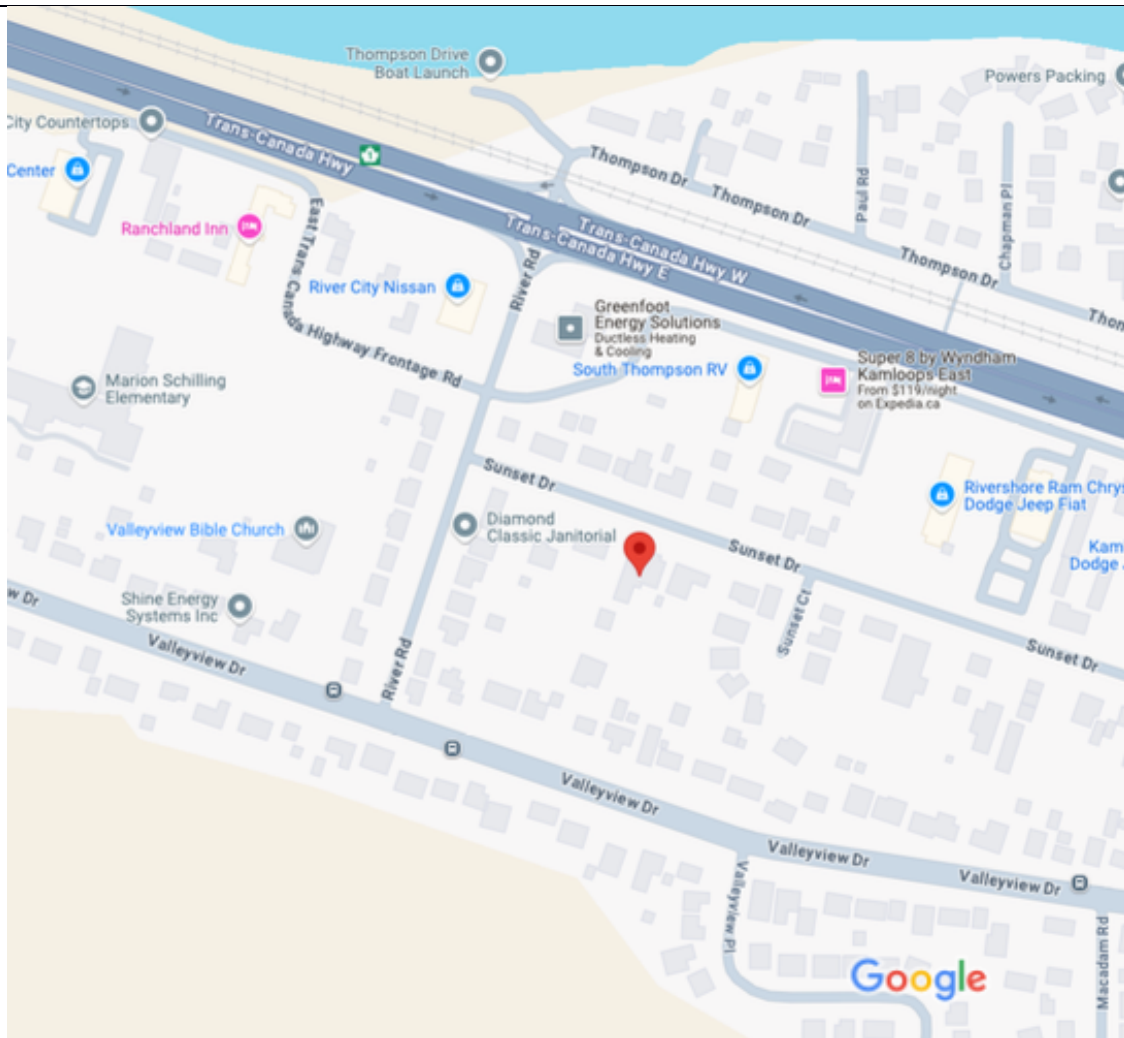 Thompson Drive
Boat Launch
Powers Packing
City Countertops
Trans-Canada Hwy
1
Center
Thompson Dr
Thompson Dr
Paul Rd
Chapman Pl
Ranchland Inn
East Trans-Canada Highway Frontage Rd
Trans-Canada Hwy W
Trans-Canada Hwy E
Thompson Dr
River City Nissan
River Rd
Greenfoot
Energy Solutions
Ductless Heating
& Cooling
Thom
South Thompson RV
Super 8 by Wyndham
Kamloops East
From $119/night
on Expedia.ca
Marion Schilling
Elementary
Sunset Dr
Rivershore Ram Chrys
Dodge Jeep Fiat
Valleyview Bible Church
Diamond
Classic Janitorial
Sunset Dr
Kam
Dodge
w Dr
Shine Energy
Systems Inc
Sunset Ct
Valleyview Dr
River Rd
Sunset Dr
Valleyview Dr
Valleyview Dr
Valleyview Dr
Valleyview Pl
Macadam Rd
Google